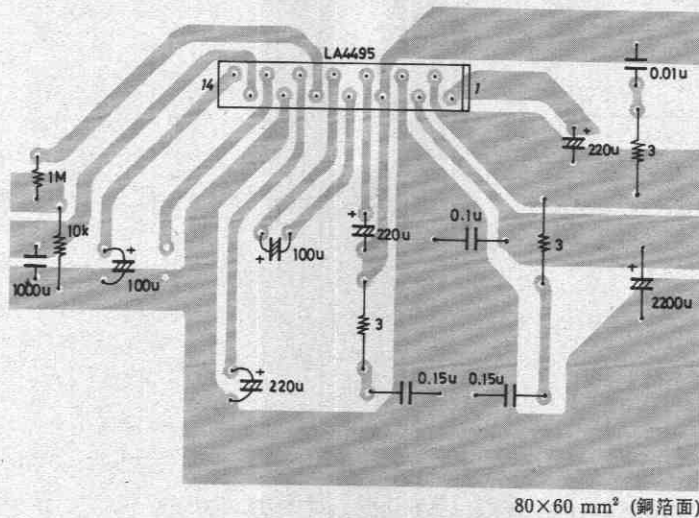 LA4495
14
1
0.01u
+
220u
3
1M
10k
+
220u
0.1u
3
+
100u
1000u
+
+
100u
+
2200u
3
+
220u
0.15u
0.15u
80×60 mm² (銅箔面)